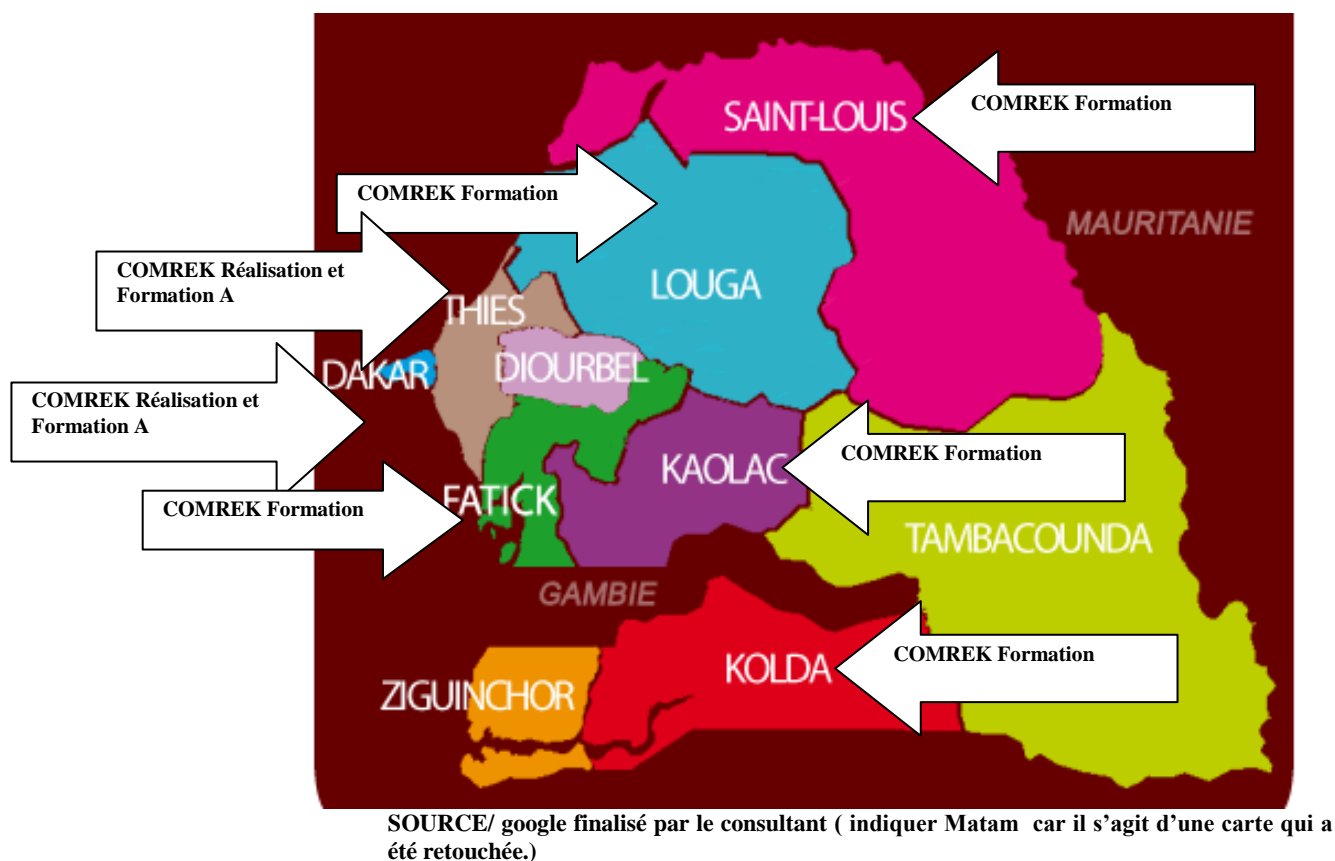 COMREK Formation
SAINT-LOUIS
COMREK Formation
MAURITANIE
COMREK Réalisation et
Formation A
LOUGA
THIES
DAKAR
DIOURBEL
COMREK Réalisation et
Formation A
COMREK Formation
KAOLAC
COMREK Formation
FATICK
TAMBACOUNDA
GAMBIE
COMREK Formation
KOLDA
ZIGUINCHOR
SOURCE/ google finalisé par le consultant ( indiquer Matam car il s’agit d’une carte qui a
été retouchée.)